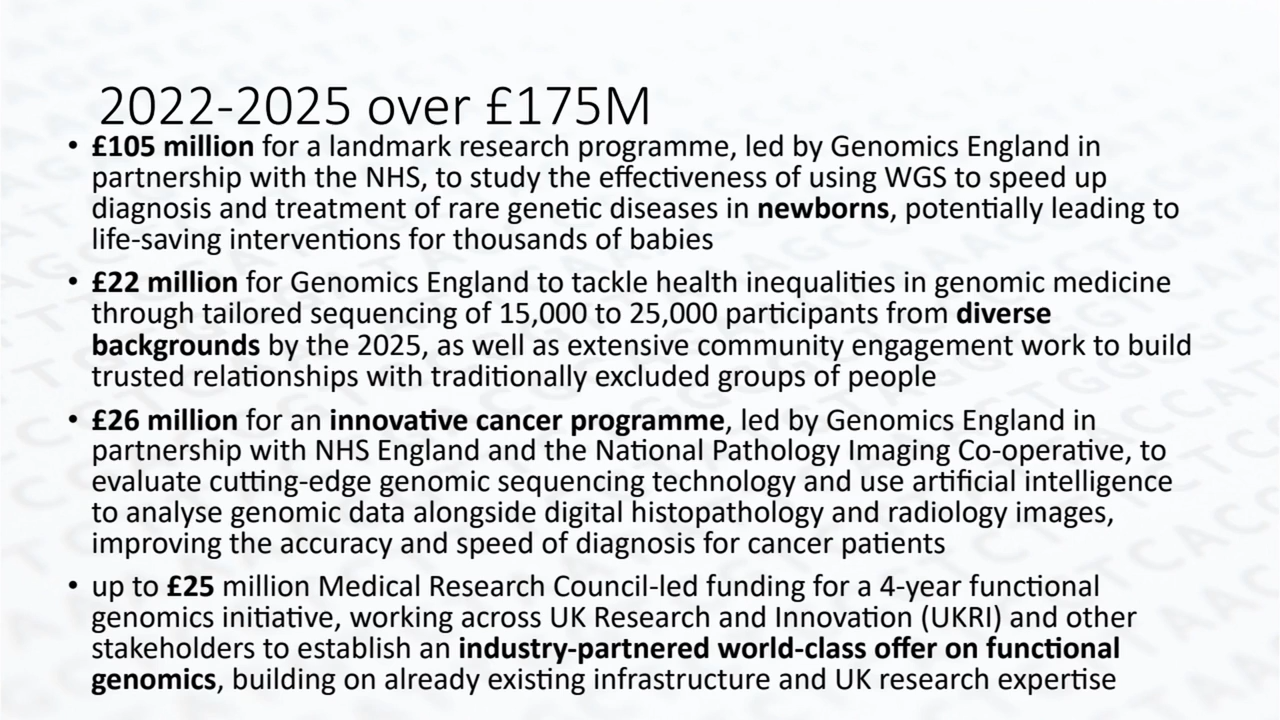 2022-2025 over £175M
• £105 million for a landmark research programme, led by Genomics England in
partnership with the NHS, to study the effectiveness of using WGS to speed up
diagnosis and treatment of rare genetic diseases in newborns, potentially leading to
life-saving interventions for thousands of babies
• £22 million for Genomics England to tackle health inequalities in genomic medicine
through tailored sequencing of 15,000 to 25,000 participants from diverse
backgrounds by the 2025, as well as extensive community engagement work to build
trusted relationships with traditionally excluded groups of people
• £26 million for an innovative cancer programme, led by Genomics England in
partnership with NHS England and the National Pathology Imaging Co-operative, to
evaluate cutting-edge genomic sequencing technology and use artificial intelligence
to analyse genomic data alongside digital histopathology and radiology images,
improving the accuracy and speed of diagnosis for cancer patients
• up to £25 million Medical Research Council-led funding for a 4-year functional
genomics initiative, working across UK Research and Innovation (UKRI) and other
stakeholders to establish an industry-partnered world-class offer on functional
genomics, building on already existing infrastructure and UK research expertise